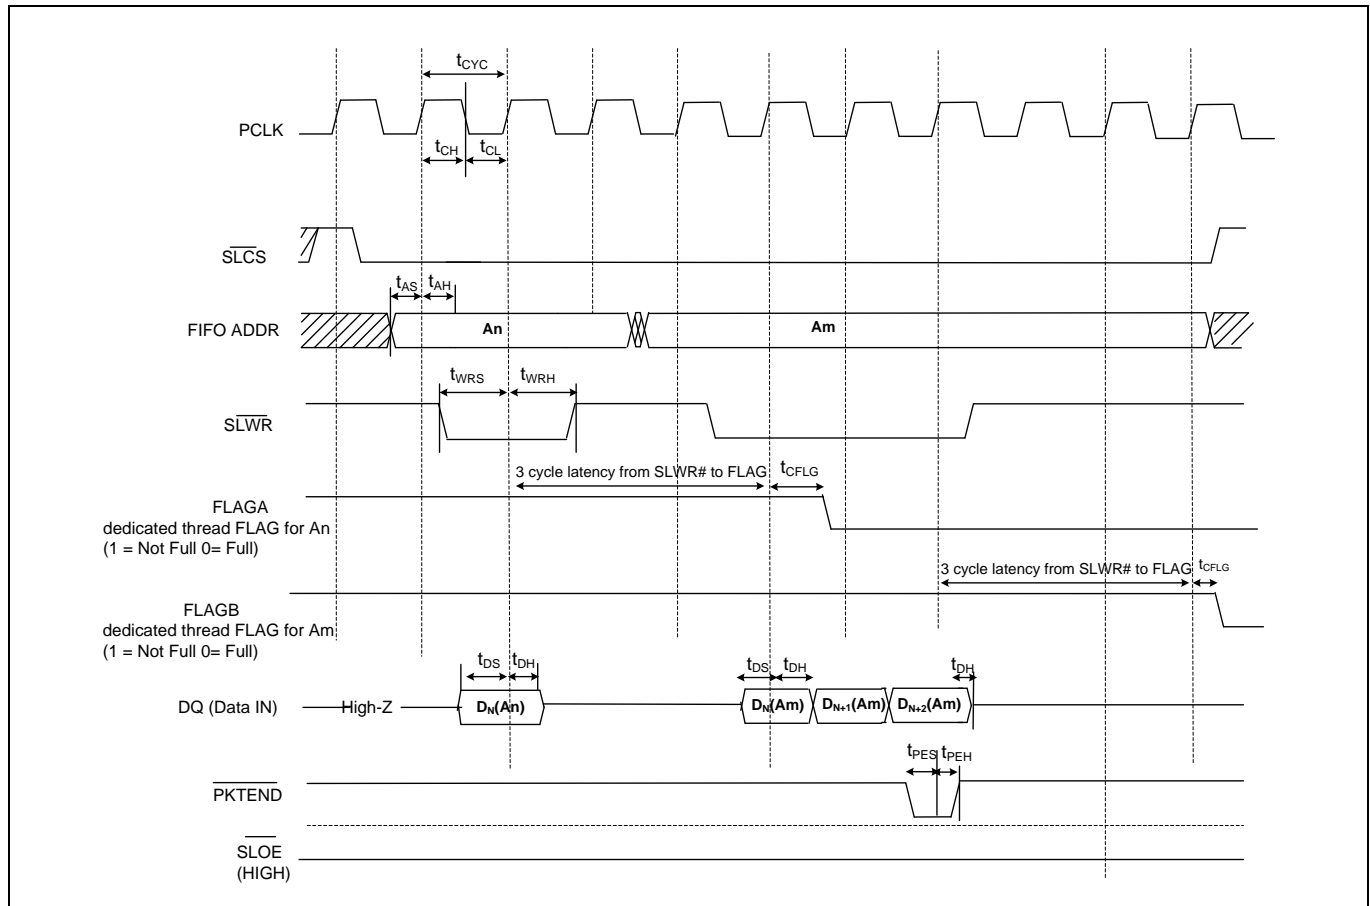 tCYC
PCLK
tCH
tCL
SLCS
tAS
tAH
FIFO ADDR
An
Am
tWRS
tWRH
SLWR
3 cycle latency from SLWR# to FLAG
tCFLG
FLAGA
dedicated thread FLAG for An
(1 = Not Full 0= Full)
3 cycle latency from SLWR# to FLAG
tCFLG
FLAGB
dedicated thread FLAG for Am
(1 = Not Full 0= Full)
tDS
tDH
tDS
tDH
tDH
DQ (Data IN)
High-Z
DN(An)
DN(Am)
DN+1(Am)
DN+2(Am)
tPES
tPEH
PKTEND
SLOE
(HIGH)